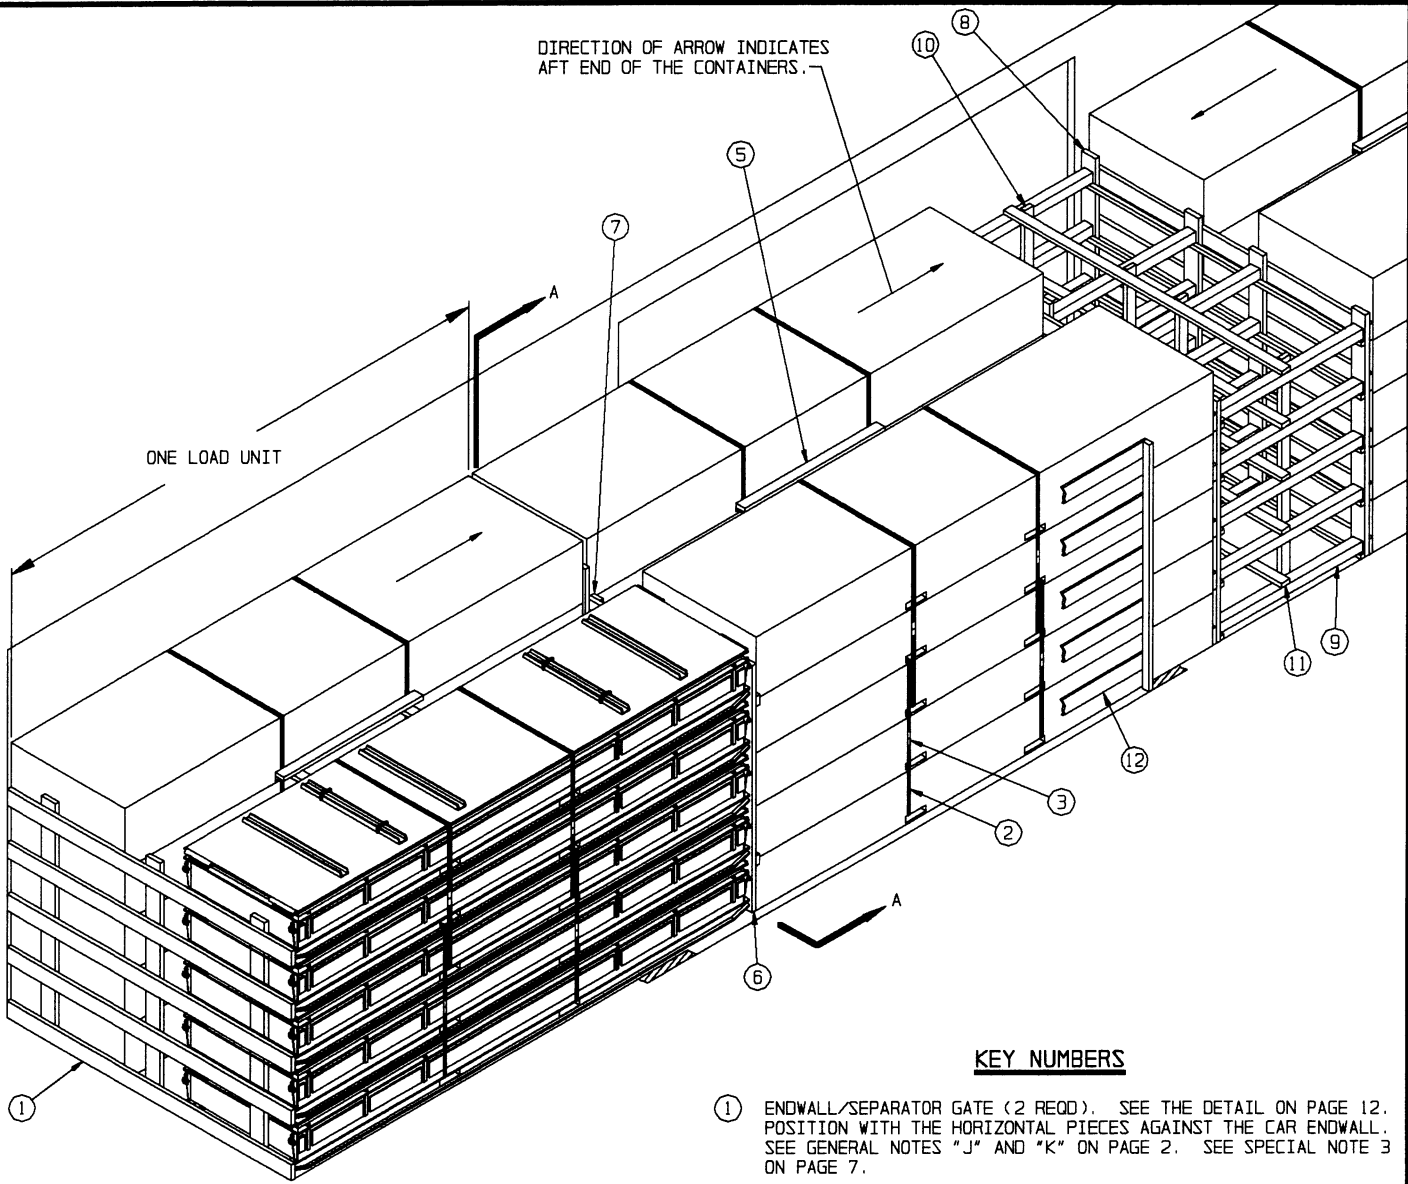 DIRECTION OF ARROW INDICATES
AFT END OF THE CONTAINERS.
8
10
5
7
A
ONE LOAD UNIT
9
11
12
3
2
A
6
1
KEY NUMBERS
1 ENDWALL/SEPARATOR GATE (2 REQD). SEE THE DETAIL ON PAGE 12.
POSITION WITH THE HORIZONTAL PIECES AGAINST THE CAR ENDWALL.
SEE GENERAL NOTES "J" AND "K" ON PAGE 2. SEE SPECIAL NOTE 3
ON PAGE 7.